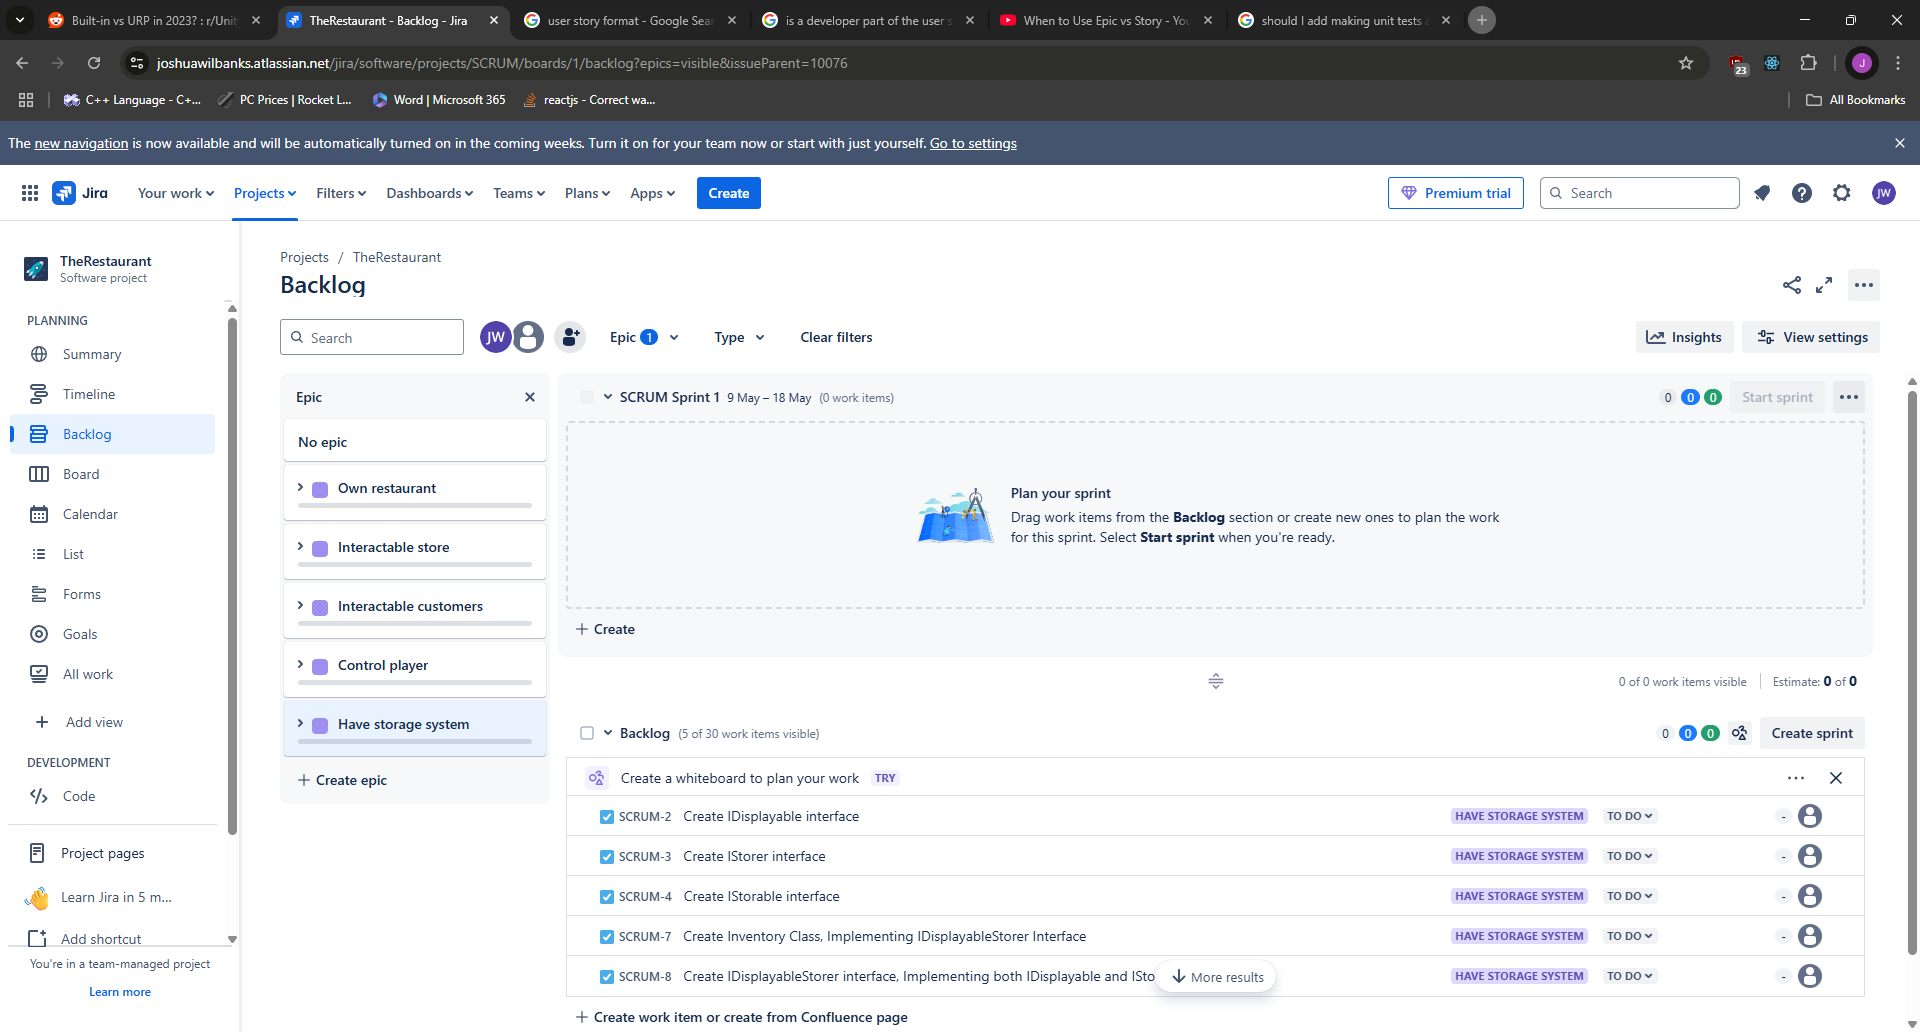 Built-in vs URP in 2023? : r/Unit
TheRestaurant - Backlog - Jira
user story format - Google Sear
is a developer part of the user s
When to Use Epic vs Story - You
should I add making unit tests a
joshuawilbanks.atlassian.net/jira/software/projects/SCRUM/boards/1/backlog?epics=visible&issueParent=10076
23
J
C++ Language - C+...
PC Prices | Rocket L...
Word | Microsoft 365
reactjs - Correct wa...
All Bookmarks
The new navigation is now available and will be automatically turned on in the coming weeks. Turn it on for your team now or start with just yourself. Go to settings
Jira
Your work
Projects
Filters
Dashboards
Teams
Plans
Apps
Create
Premium trial
Search
JW
TheRestaurant
Software project
PLANNING
Summary
Timeline
Backlog
Board
Calendar
List
Forms
Goals
All work
Add view
DEVELOPMENT
Code
Project pages
Learn Jira in 5 m...
Add shortcut
You're in a team-managed project
Learn more
Projects / TheRestaurant
Backlog
Search
JW
Epic 1
Type
Clear filters
Insights
View settings
Epic
No epic
Own restaurant
Interactable store
Interactable customers
Control player
Have storage system
Create epic
SCRUM Sprint 1 9 May – 18 May (0 work items)
0 0 0
Start sprint
Plan your sprint
Drag work items from the Backlog section or create new ones to plan the work
for this sprint. Select Start sprint when you're ready.
Create
0 of 0 work items visible
Estimate: 0 of 0
Backlog (5 of 30 work items visible)
0 0 0
Create sprint
Create a whiteboard to plan your work TRY
SCRUM-2 Create IDisplayable interface HAVE STORAGE SYSTEM TO DO -
SCRUM-3 Create IStorer interface HAVE STORAGE SYSTEM TO DO -
SCRUM-4 Create IStorable interface HAVE STORAGE SYSTEM TO DO -
SCRUM-7 Create Inventory Class, Implementing IDisplayableStorer Interface HAVE STORAGE SYSTEM TO DO -
SCRUM-8 Create IDisplayableStorer interface, Implementing both IDisplayable and ISto HAVE STORAGE SYSTEM TO DO -
More results
Create work item or create from Confluence page